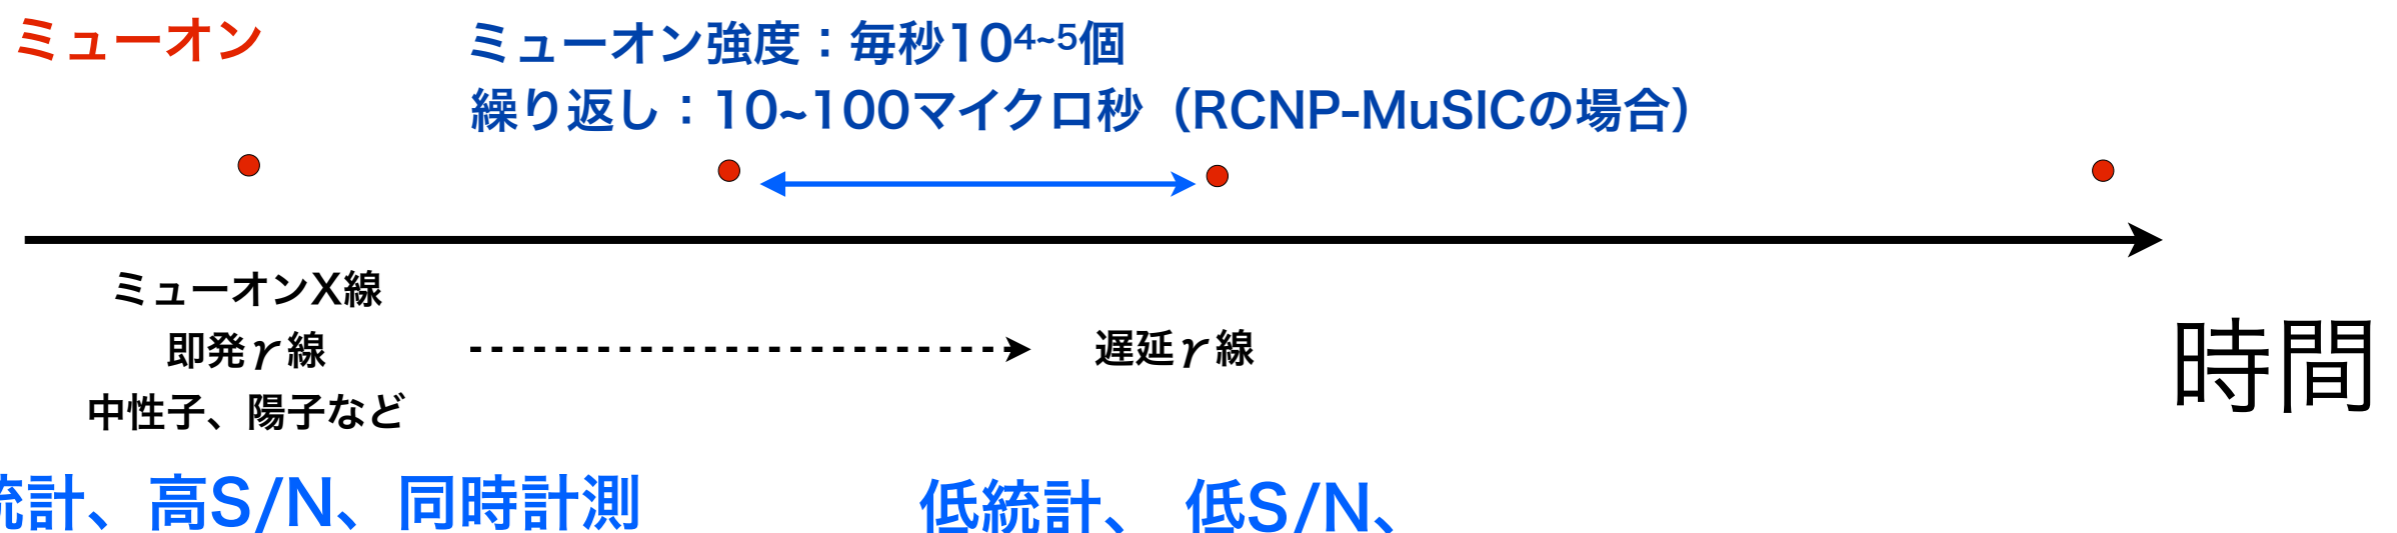 ミューオン
ミューオン強度：毎秒10⁴~⁵個
繰り返し：10~100マイクロ秒（RCNP-MuSICの場合）
ミューオンX線
即発γ線
中性子、陽子など
遅延γ線
時間
統計、高S/N、同時計測
低統計、 低S/N、